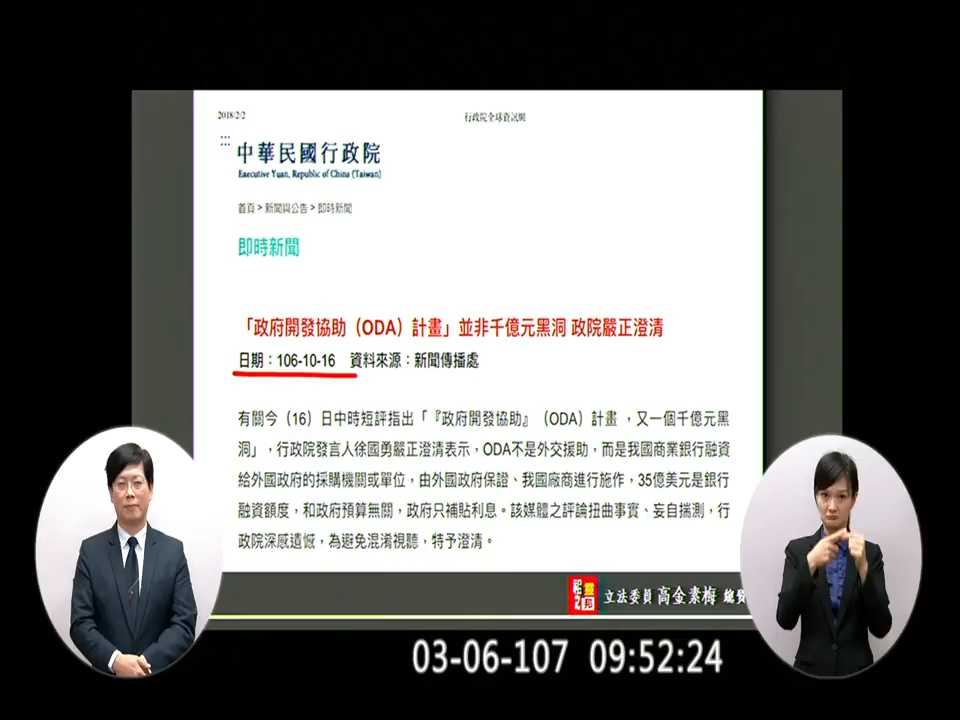 2018/2/2
行政院全球資訊網
:::
中華民國行政院
Executive Yuan, Republic of China (Taiwan)
首頁 > 新聞與公告 > 即時新聞
即時新聞
「政府開發協助（ODA）計畫」並非千億元黑洞 政院嚴正澄清
日期：106-10-16 資料來源：新聞傳播處
有關今（16）日中時短評指出「『政府開發協助』（ODA）計畫，又一個千億元黑
洞」，行政院發言人徐國勇嚴正澄清表示，ODA不是外交援助，而是我國商業銀行融資
給外國政府的採購機關或單位，由外國政府保證、我國廠商進行施作，35億美元是銀行
融資額度，和政府預算無關，政府只補貼利息。該媒體之評論扭曲事實、妄自揣測，行
政院深感遺憾，為避免混淆視聽，特予澄清。
立法委員 高金素梅 總質
03-06-107 09:52:24